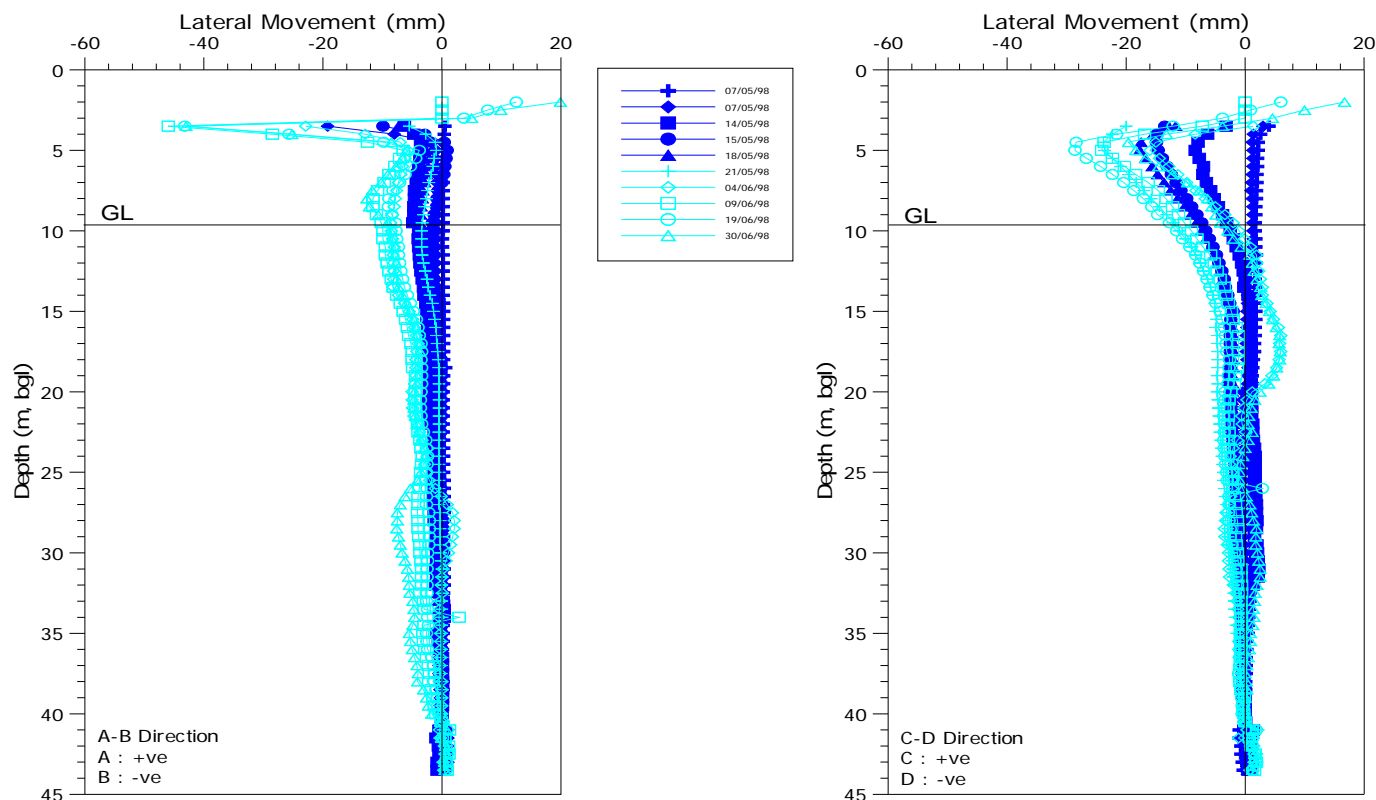 Lateral Movement (mm)
-60 -40 -20 0 20
0
5
10
15
20
25
30
35
40
45
Depth (m, bgl)
GL
A-B Direction
A : +ve
B : -ve
07/05/98
07/05/98
14/05/98
15/05/98
18/05/98
21/05/98
04/06/98
09/06/98
19/06/98
30/06/98
Lateral Movement (mm)
-60 -40 -20 0 20
0
5
10
15
20
25
30
35
40
45
Depth (m, bgl)
GL
C-D Direction
C : +ve
D : -ve